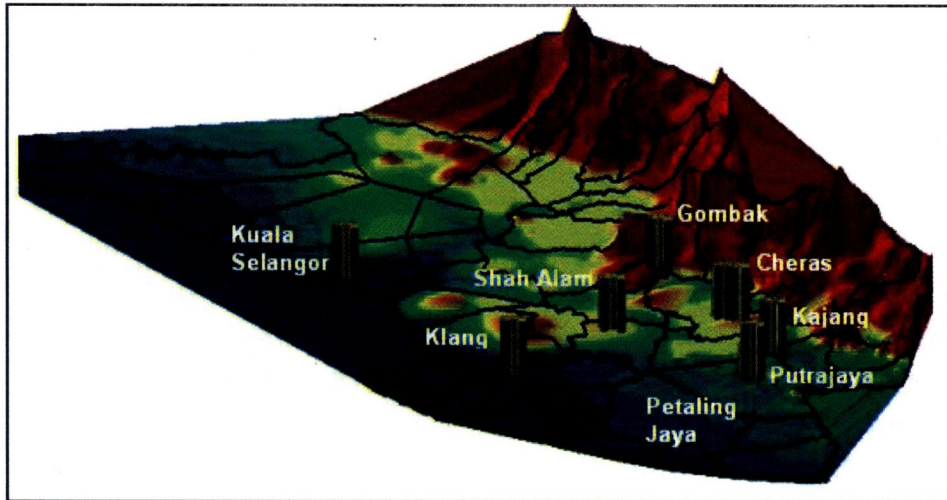 Gombak
Kuala
Selangor
Cheras
Shah Alam
Kajang
Klang
Putrajaya
Petaling
Jaya